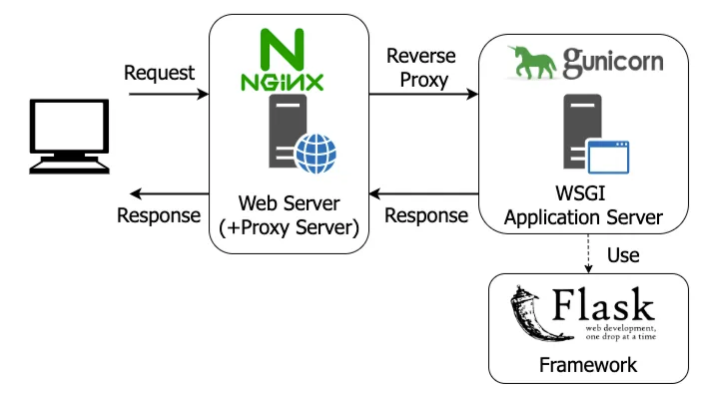 Request
NGINX
Reverse
Proxy
gunicorn
Response
Web Server
(+Proxy Server)
Response
WSGI
Application Server
Use
Flask
web development,
one drop at a time
Framework